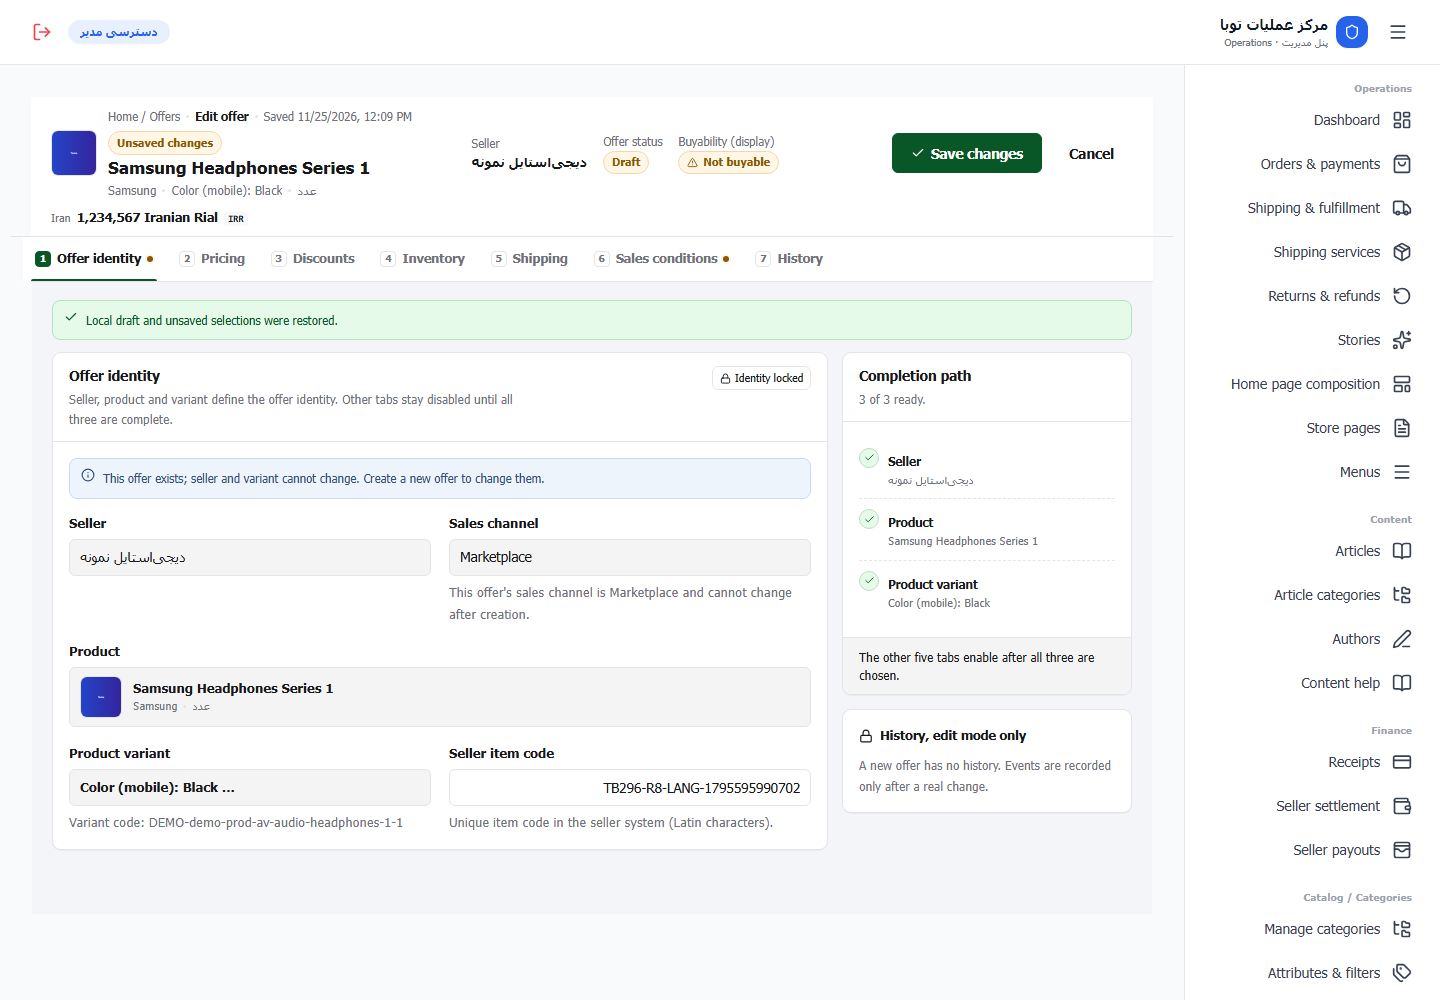 دسترسی مدیر
مرکز عملیات توبا
پنل مدیریت • Operations
Home / Offers • Edit offer • Saved 11/25/2026, 12:09 PM
Unsaved changes
Samsung Headphones Series 1
Samsung • Color (mobile): Black • عدد
Iran 1,234,567 Iranian Rial IRR
Seller
دیجی‌استایل نمونه
Offer status
Draft
Buyability (display)
Not buyable
Save changes
Cancel
1 Offer identity
2 Pricing
3 Discounts
4 Inventory
5 Shipping
6 Sales conditions
7 History
Local draft and unsaved selections were restored.
Offer identity
Identity locked
Seller, product and variant define the offer identity. Other tabs stay disabled until all
three are complete.
This offer exists; seller and variant cannot change. Create a new offer to change them.
Seller
دیجی‌استایل نمونه
Sales channel
Marketplace
This offer's sales channel is Marketplace and cannot change
after creation.
Product
Samsung Headphones Series 1
Samsung • عدد
Product variant
Color (mobile): Black ...
Variant code: DEMO-demo-prod-av-audio-headphones-1-1
Seller item code
TB296-R8-LANG-1795595990702
Unique item code in the seller system (Latin characters).
Completion path
3 of 3 ready.
Seller
دیجی‌استایل نمونه
Product
Samsung Headphones Series 1
Product variant
Color (mobile): Black
The other five tabs enable after all three are
chosen.
History, edit mode only
A new offer has no history. Events are recorded
only after a real change.
Operations
Dashboard
Orders & payments
Shipping & fulfillment
Shipping services
Returns & refunds
Stories
Home page composition
Store pages
Menus
Content
Articles
Article categories
Authors
Content help
Finance
Receipts
Seller settlement
Seller payouts
Catalog / Categories
Manage categories
Attributes & filters